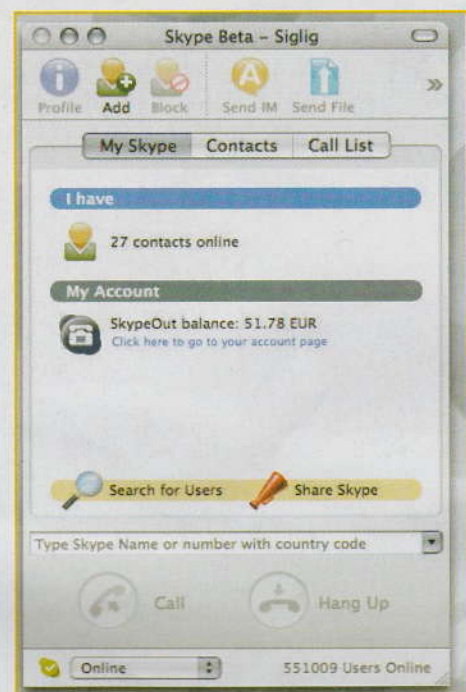 Skype Beta – Siglig
Profile Add Block Send IM Send File »
My Skype Contacts Call List
I have
27 contacts online
My Account
SkypeOut balance: 51.78 EUR
Click here to go to your account page
Search for Users Share Skype
Type Skype Name or number with country code
Call Hang Up
Online 551009 Users Online